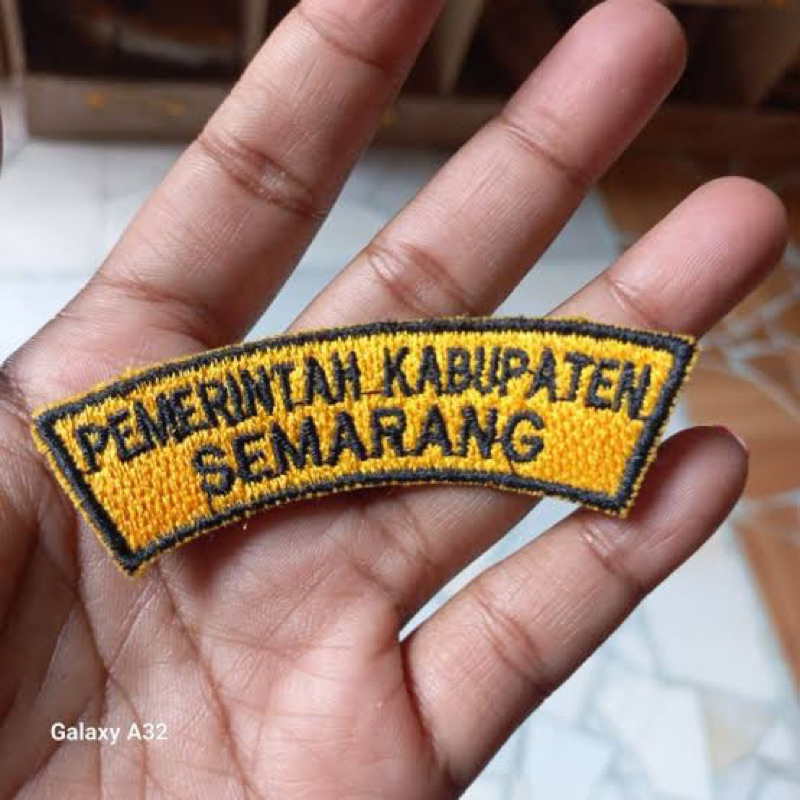 PEMERINTAH KABUPATEN
SEMARANG
Galaxy A32